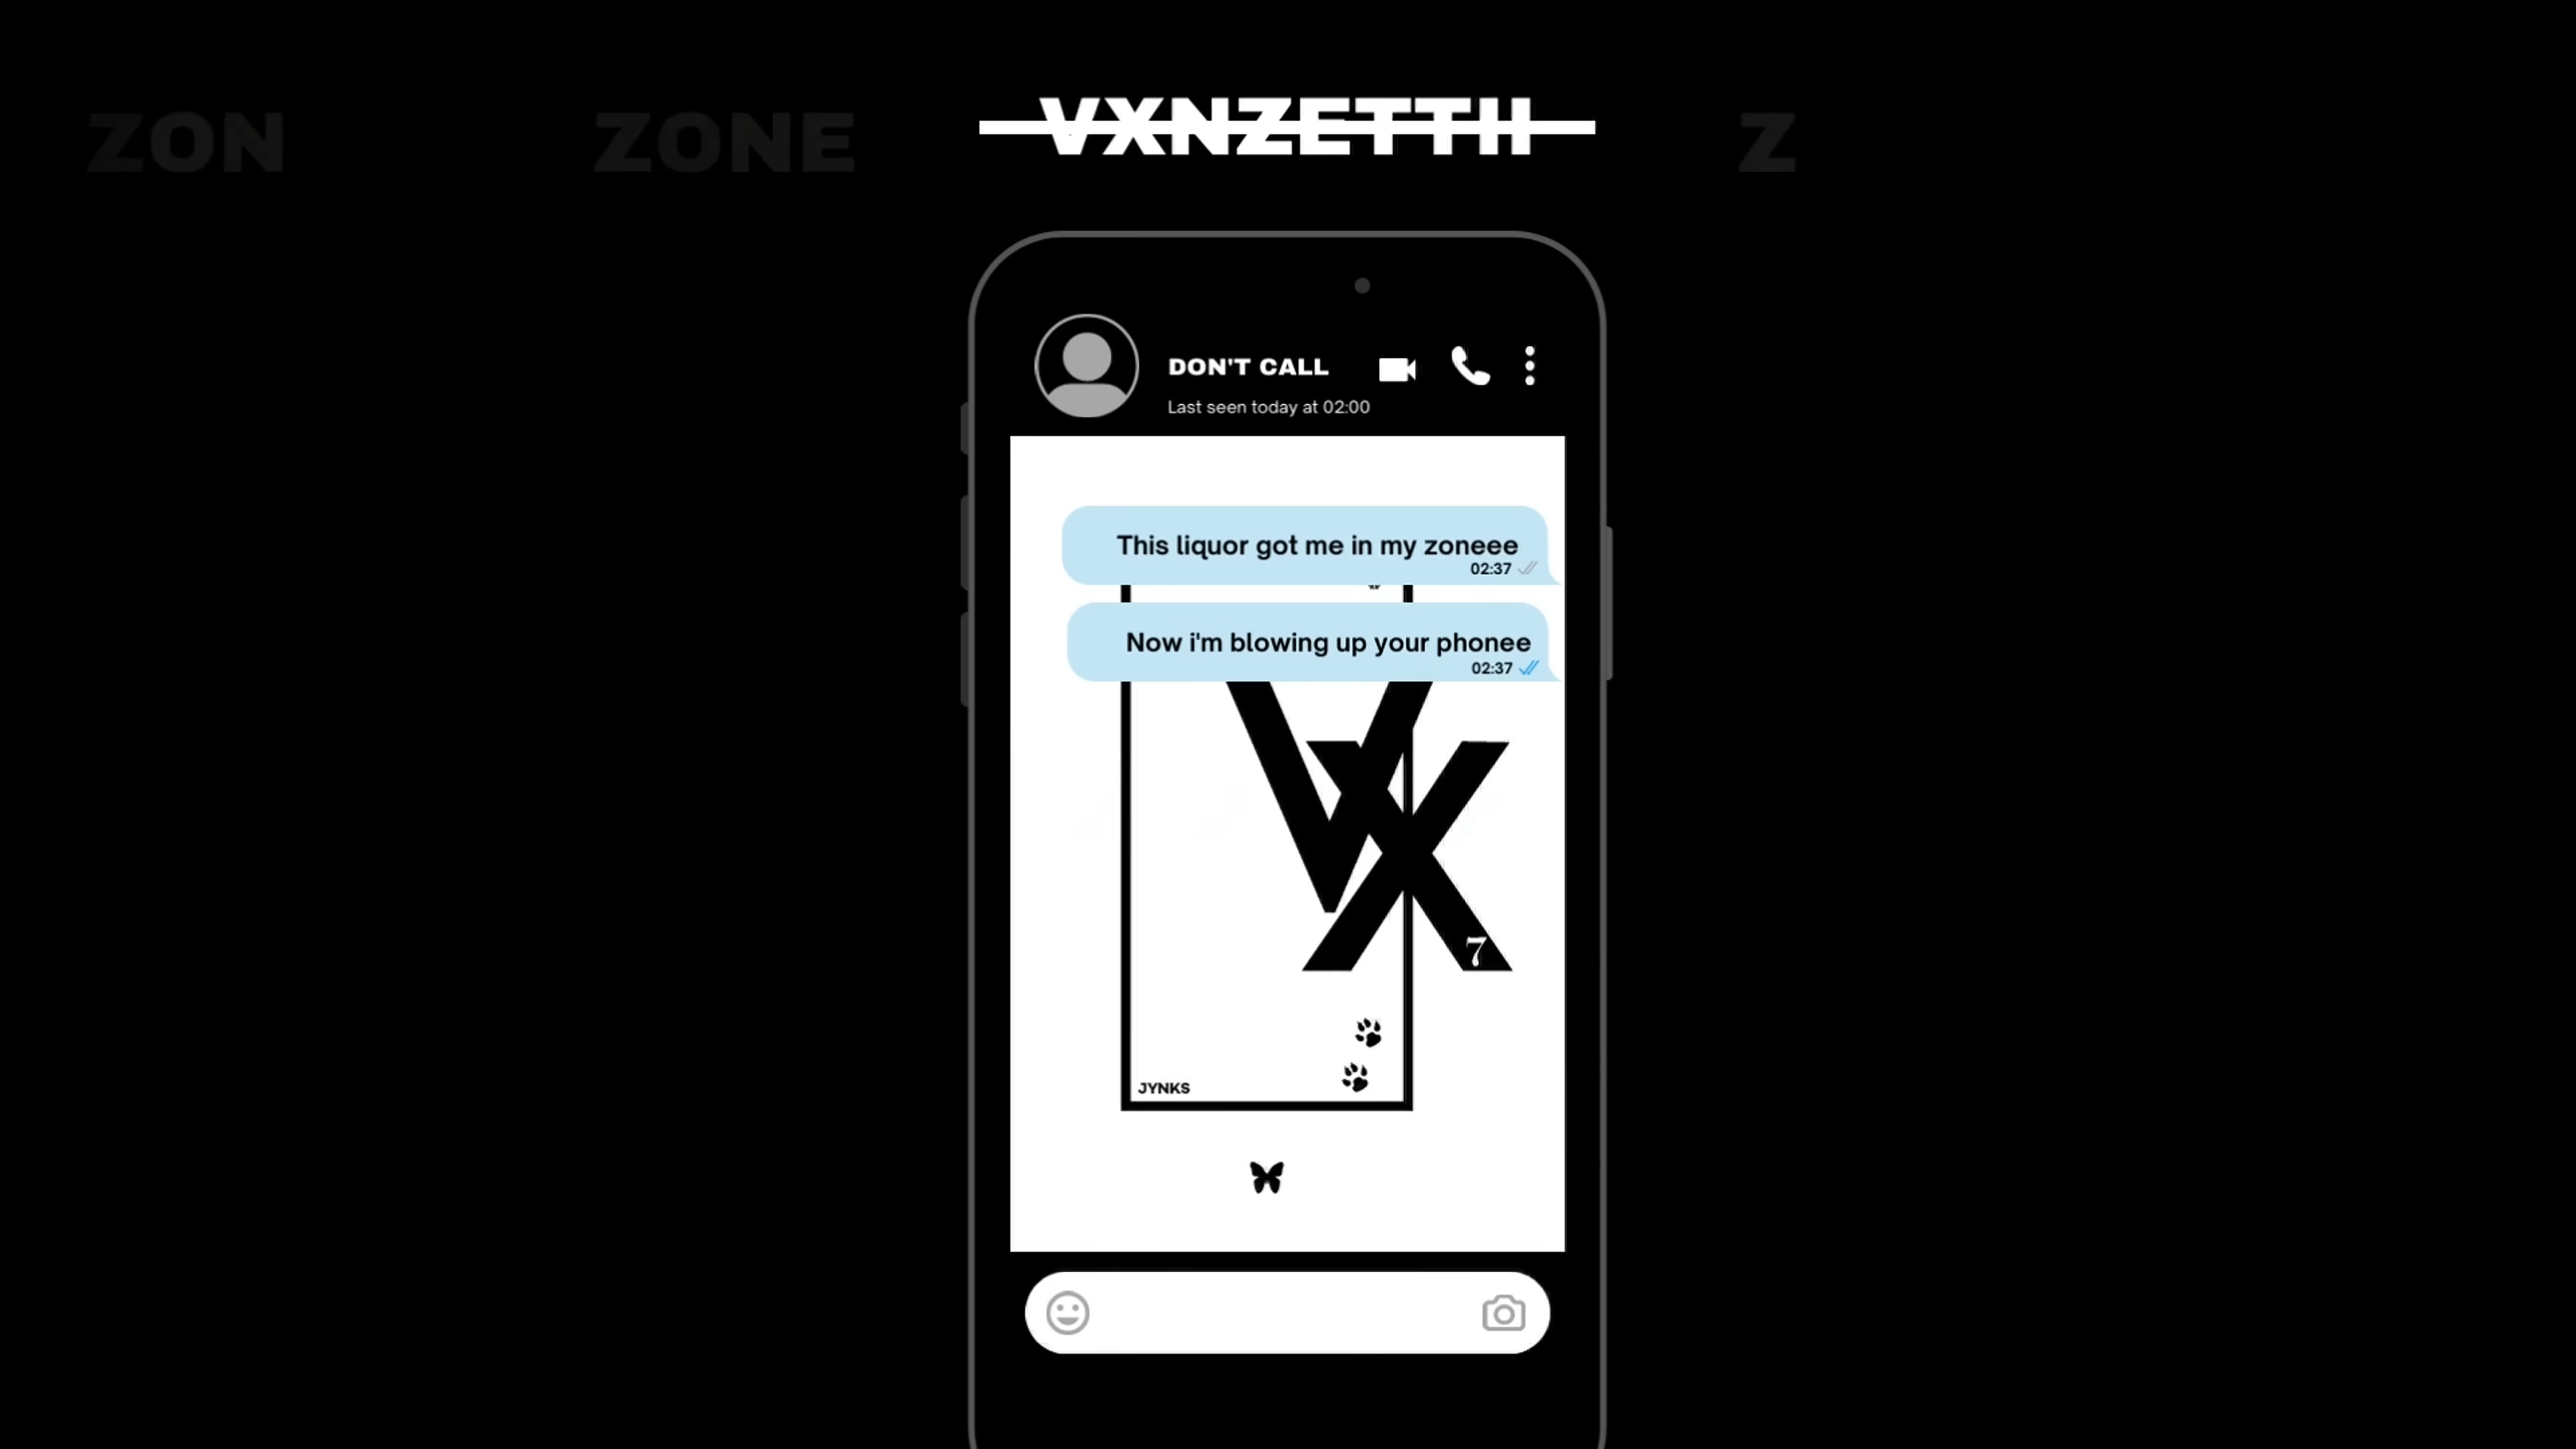 VXNZETTII
ZON ZONE Z
DON'T CALL
Last seen today at 02:00
This liquor got me in my zoneee
02:37
Now i'm blowing up your phonee
02:37
VX
7
JYNKS